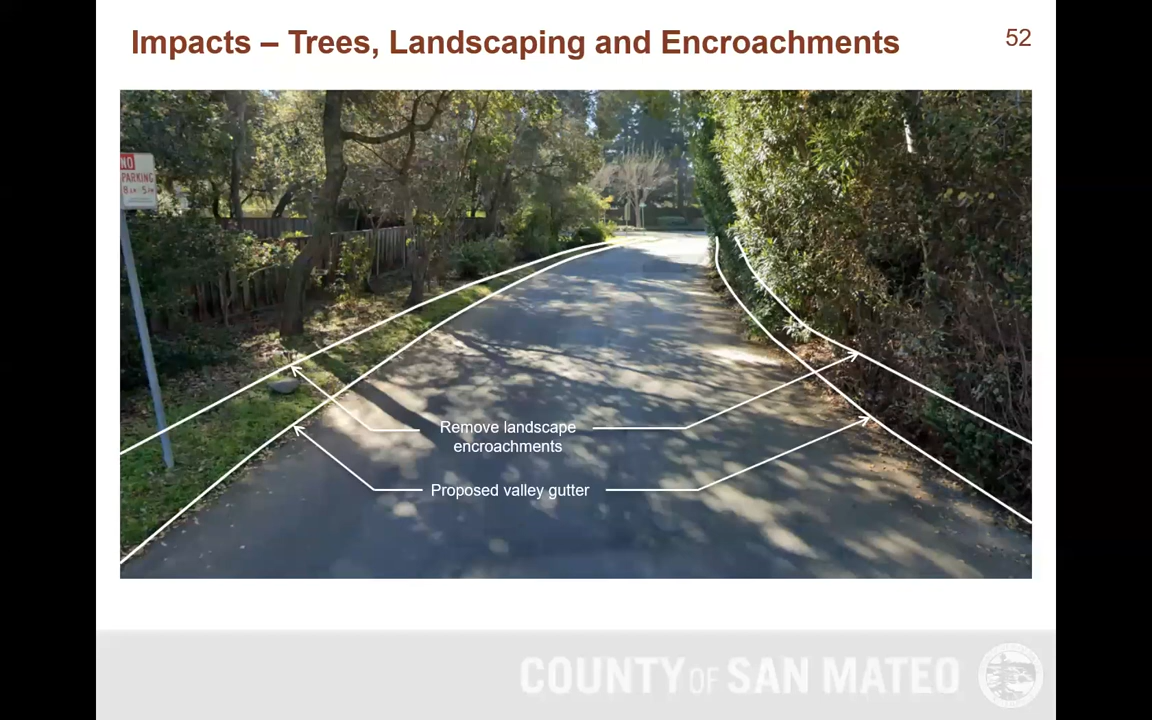 Impacts – Trees, Landscaping and Encroachments
52
NO
PARKING
Remove landscape
encroachments
Proposed valley gutter
COUNTY OF SAN MATEO